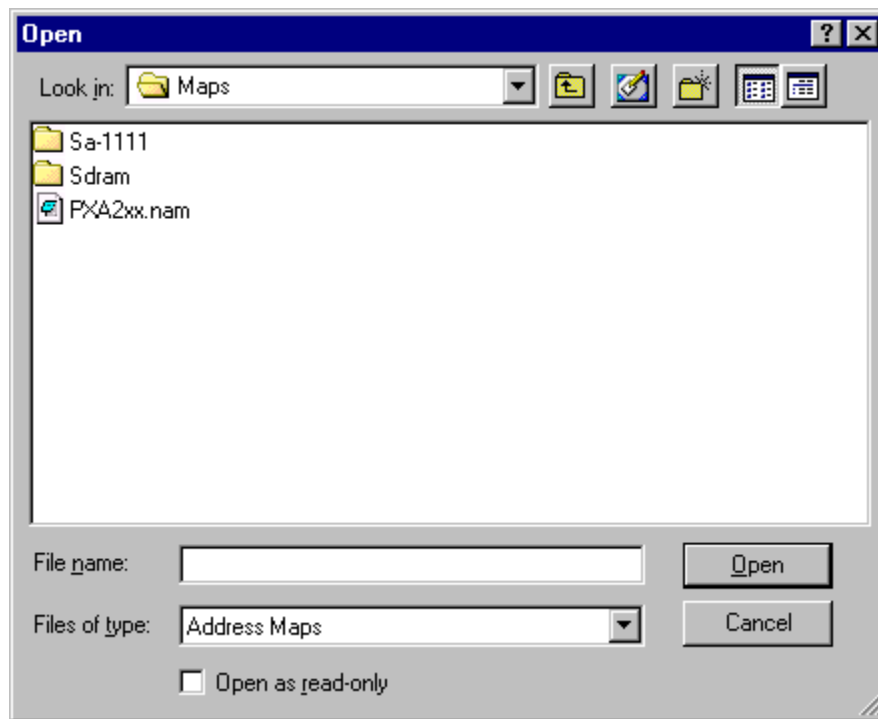 Open
Look in: Maps
Sa-1111
Sdram
PXA2xx.nam
File name: Open
Files of type: Address Maps Cancel
Open as read-only